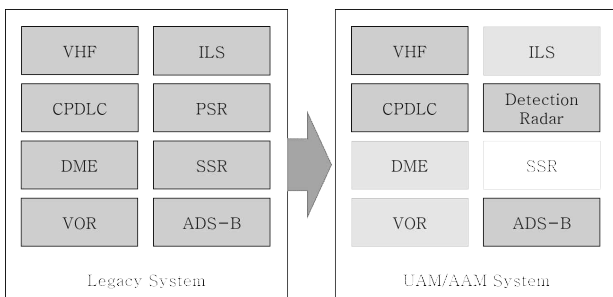 VHF
ILS
CPDLC
PSR
DME
SSR
VOR
ADS-B
Legacy System
VHF
ILS
CPDLC
Detection
Radar
DME
SSR
VOR
ADS-B
UAM/AAM System